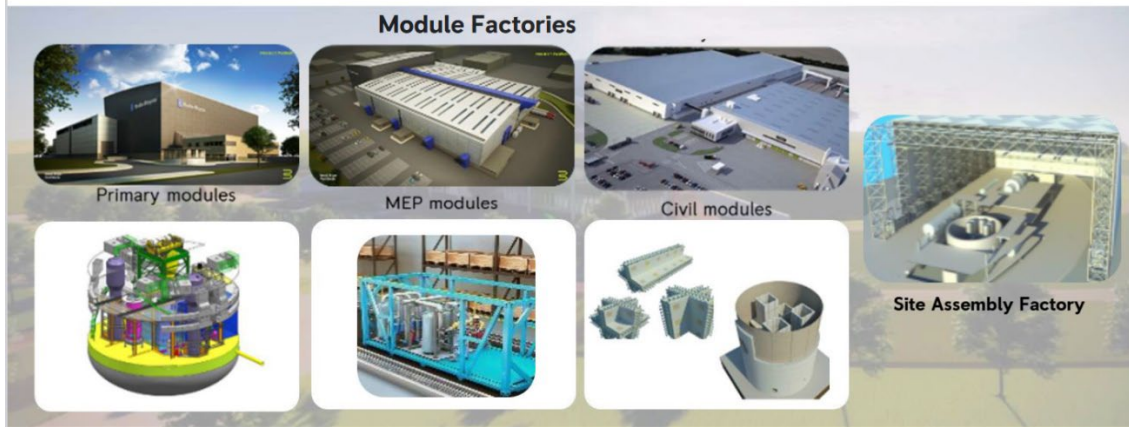 Module Factories
Primary modules
MEP modules
Civil modules
Site Assembly Factory